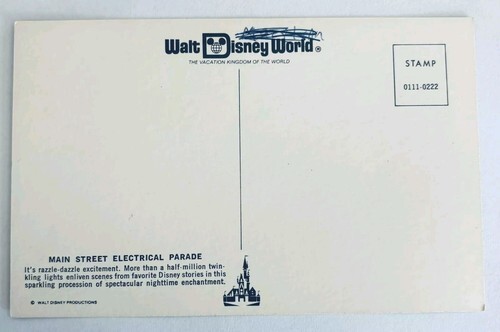 Walt Disney World®
THE VACATION KINGDOM OF THE WORLD
STAMP
0111-0222
MAIN STREET ELECTRICAL PARADE
It's razzle-dazzle excitement. More than a half-million twin-
kling lights enliven scenes from favorite Disney stories in this
sparkling procession of spectacular nighttime enchantment.
© WALT DISNEY PRODUCTIONS